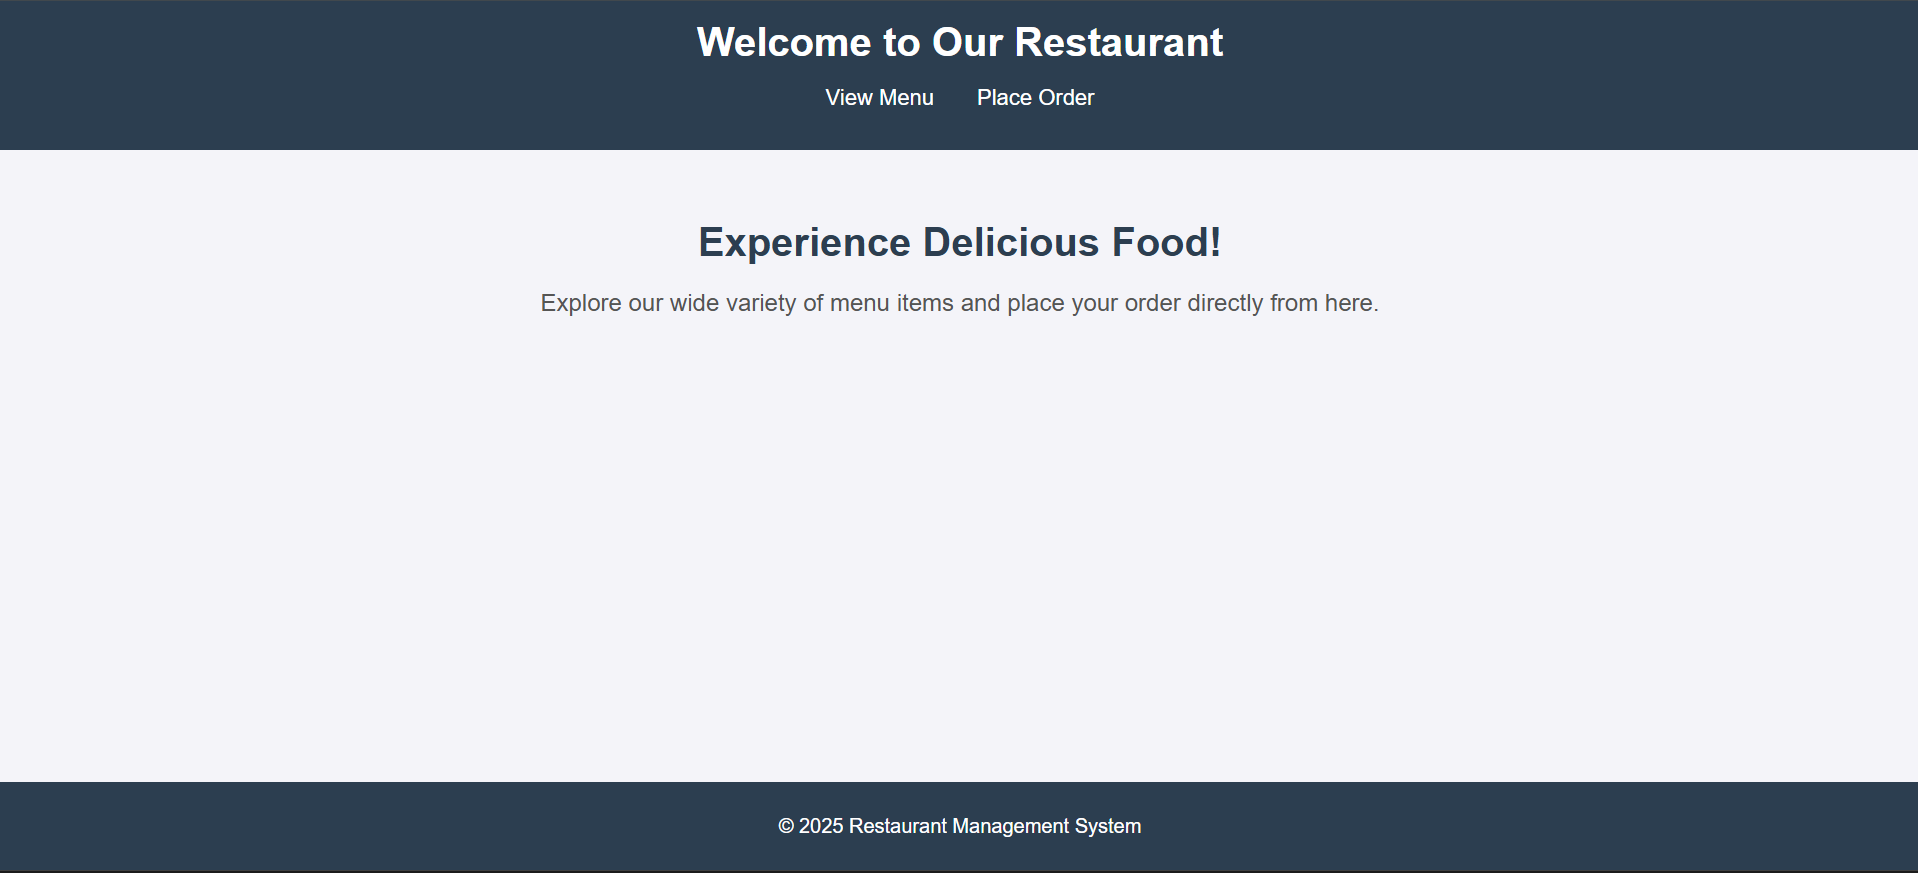 Welcome to Our Restaurant
View Menu Place Order
Experience Delicious Food!
Explore our wide variety of menu items and place your order directly from here.
© 2025 Restaurant Management System